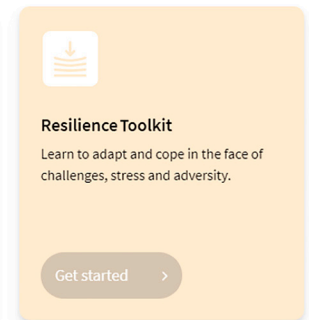 Resilience Toolkit
Learn to adapt and cope in the face of
challenges, stress and adversity.
Get started